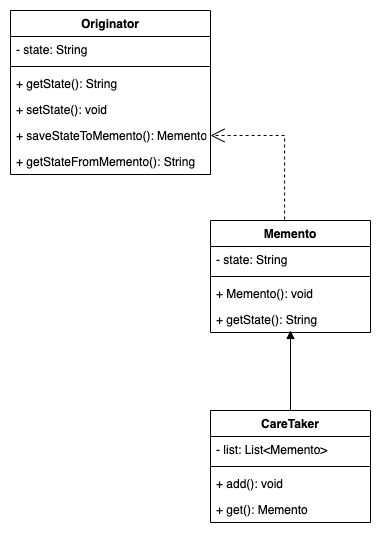 Originator
- state: String
+ getState(): String
+ setState(): void
+ saveStateToMemento(): Memento
+ getStateFromMemento(): String
Memento
- state: String
+ Memento(): void
+ getState(): String
CareTaker
- list: List<Memento>
+ add(): void
+ get(): Memento